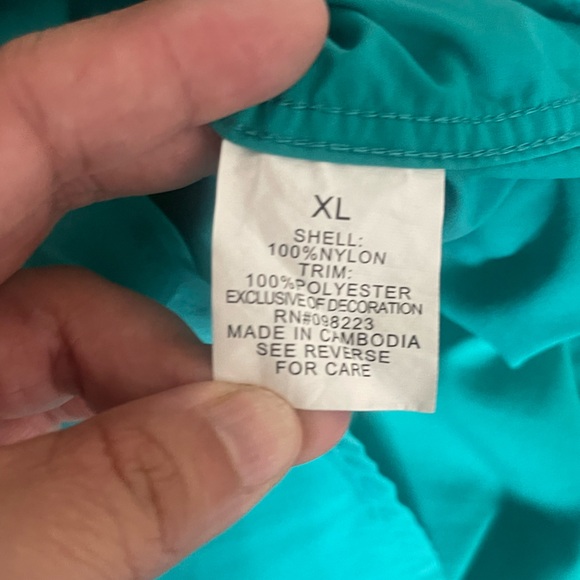 XL
SHELL:
100%NYLON
TRIM:
100%POLYESTER
EXCLUSIVE OF DECORATION
RN#098223
MADE IN CAMBODIA
SEE REVERSE
FOR CARE